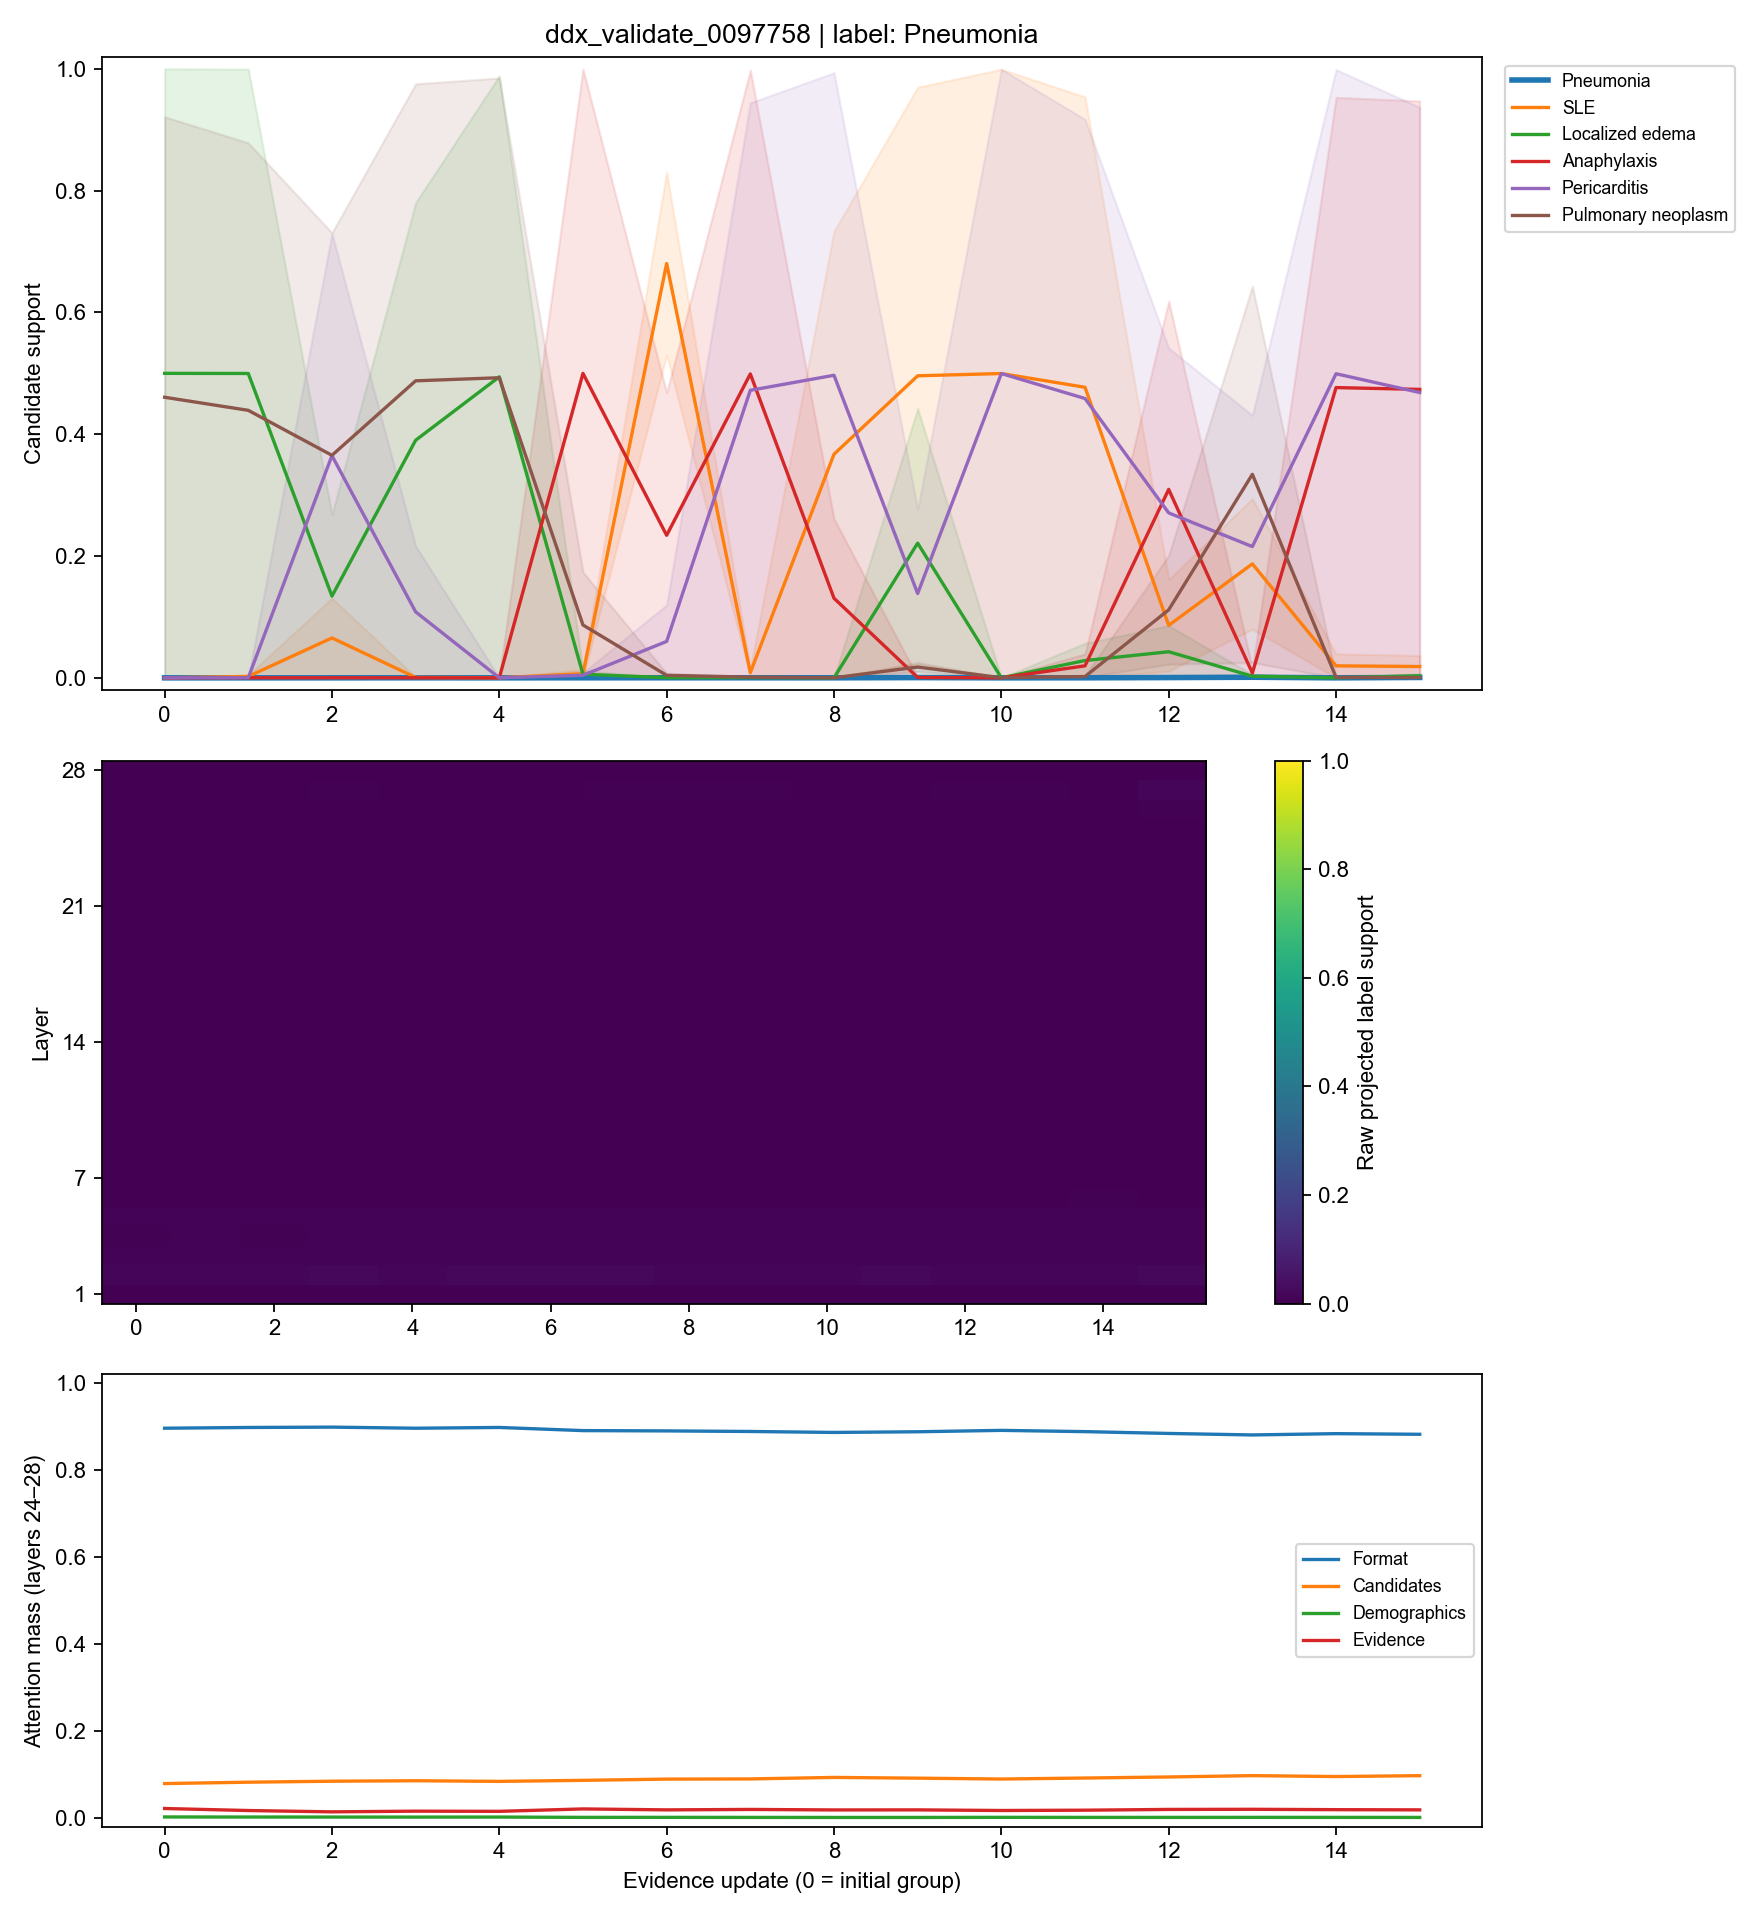 ddx_validate_0097758 | label: Pneumonia
Candidate support
1.0
0.8
0.6
0.4
0.2
0.0
0 2 4 6 8 10 12 14
Pneumonia
SLE
Localized edema
Anaphylaxis
Pericarditis
Pulmonary neoplasm
Layer
28
21
14
7
1
0 2 4 6 8 10 12 14
1.0
0.8
0.6
0.4
0.2
0.0
Raw projected label support
Attention mass (layers 24–28)
1.0
0.8
0.6
0.4
0.2
0.0
Format
Candidates
Demographics
Evidence
0 2 4 6 8 10 12 14
Evidence update (0 = initial group)